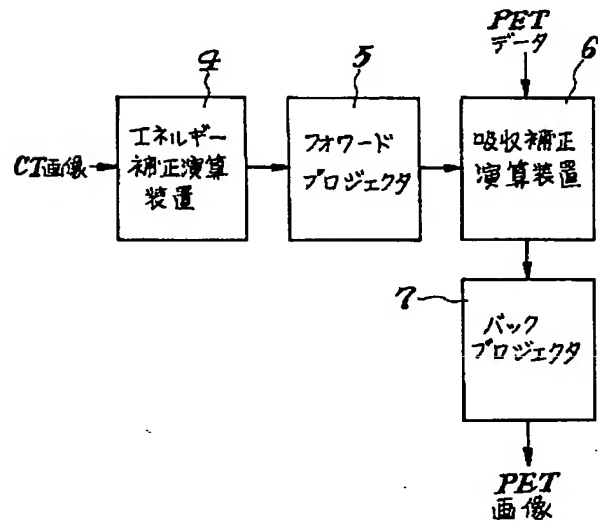 PET
データ
4
5
6
CT画像
エネルギー
補正演算
装置
フオワード
プロジェクタ
吸収補正
演算装置
7
バック
プロジェクタ
PET
画像